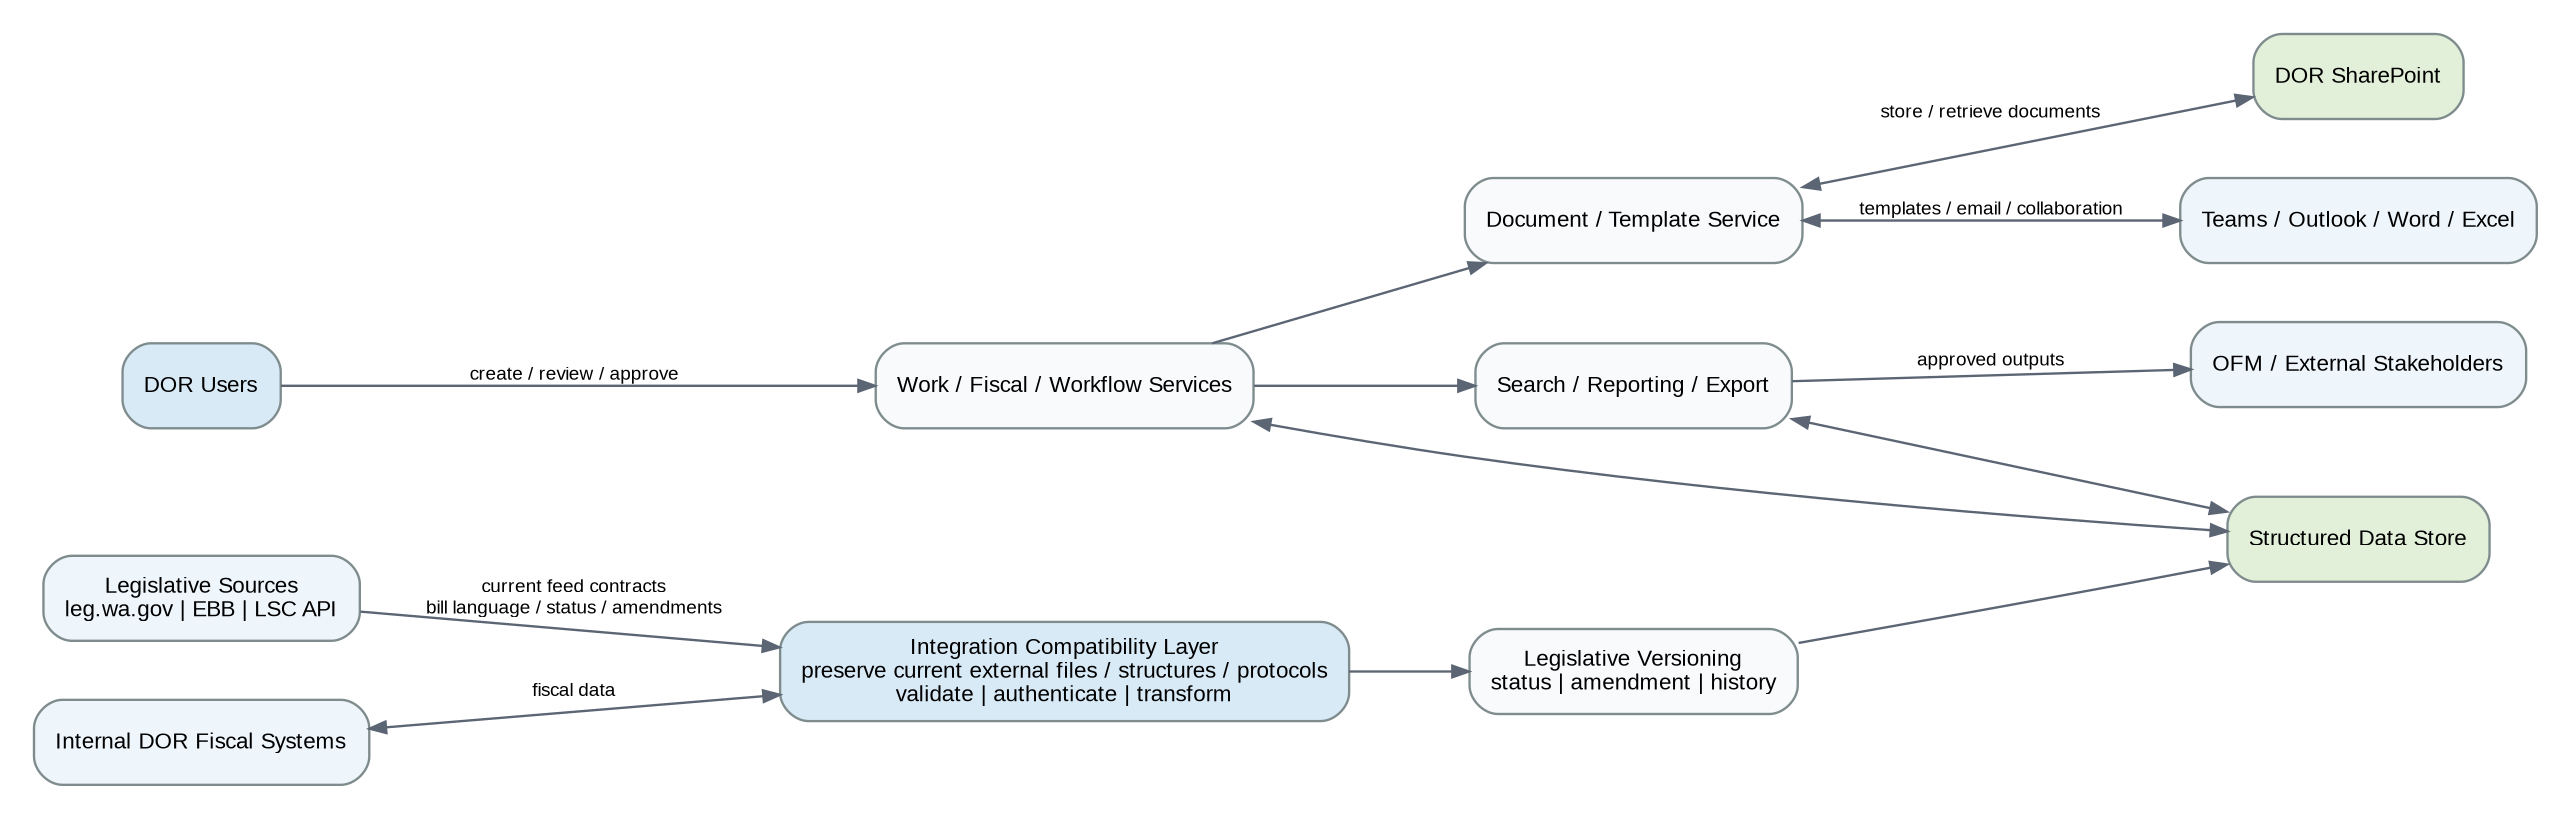 DOR SharePoint
store / retrieve documents
Document / Template Service
templates / email / collaboration
Teams / Outlook / Word / Excel
DOR Users
create / review / approve
Work / Fiscal / Workflow Services
Search / Reporting / Export
approved outputs
OFM / External Stakeholders
Structured Data Store
Legislative Sources
leg.wa.gov | EBB | LSC API
current feed contracts
bill language / status / amendments
Integration Compatibility Layer
preserve current external files / structures / protocols
validate | authenticate | transform
Legislative Versioning
status | amendment | history
fiscal data
Internal DOR Fiscal Systems